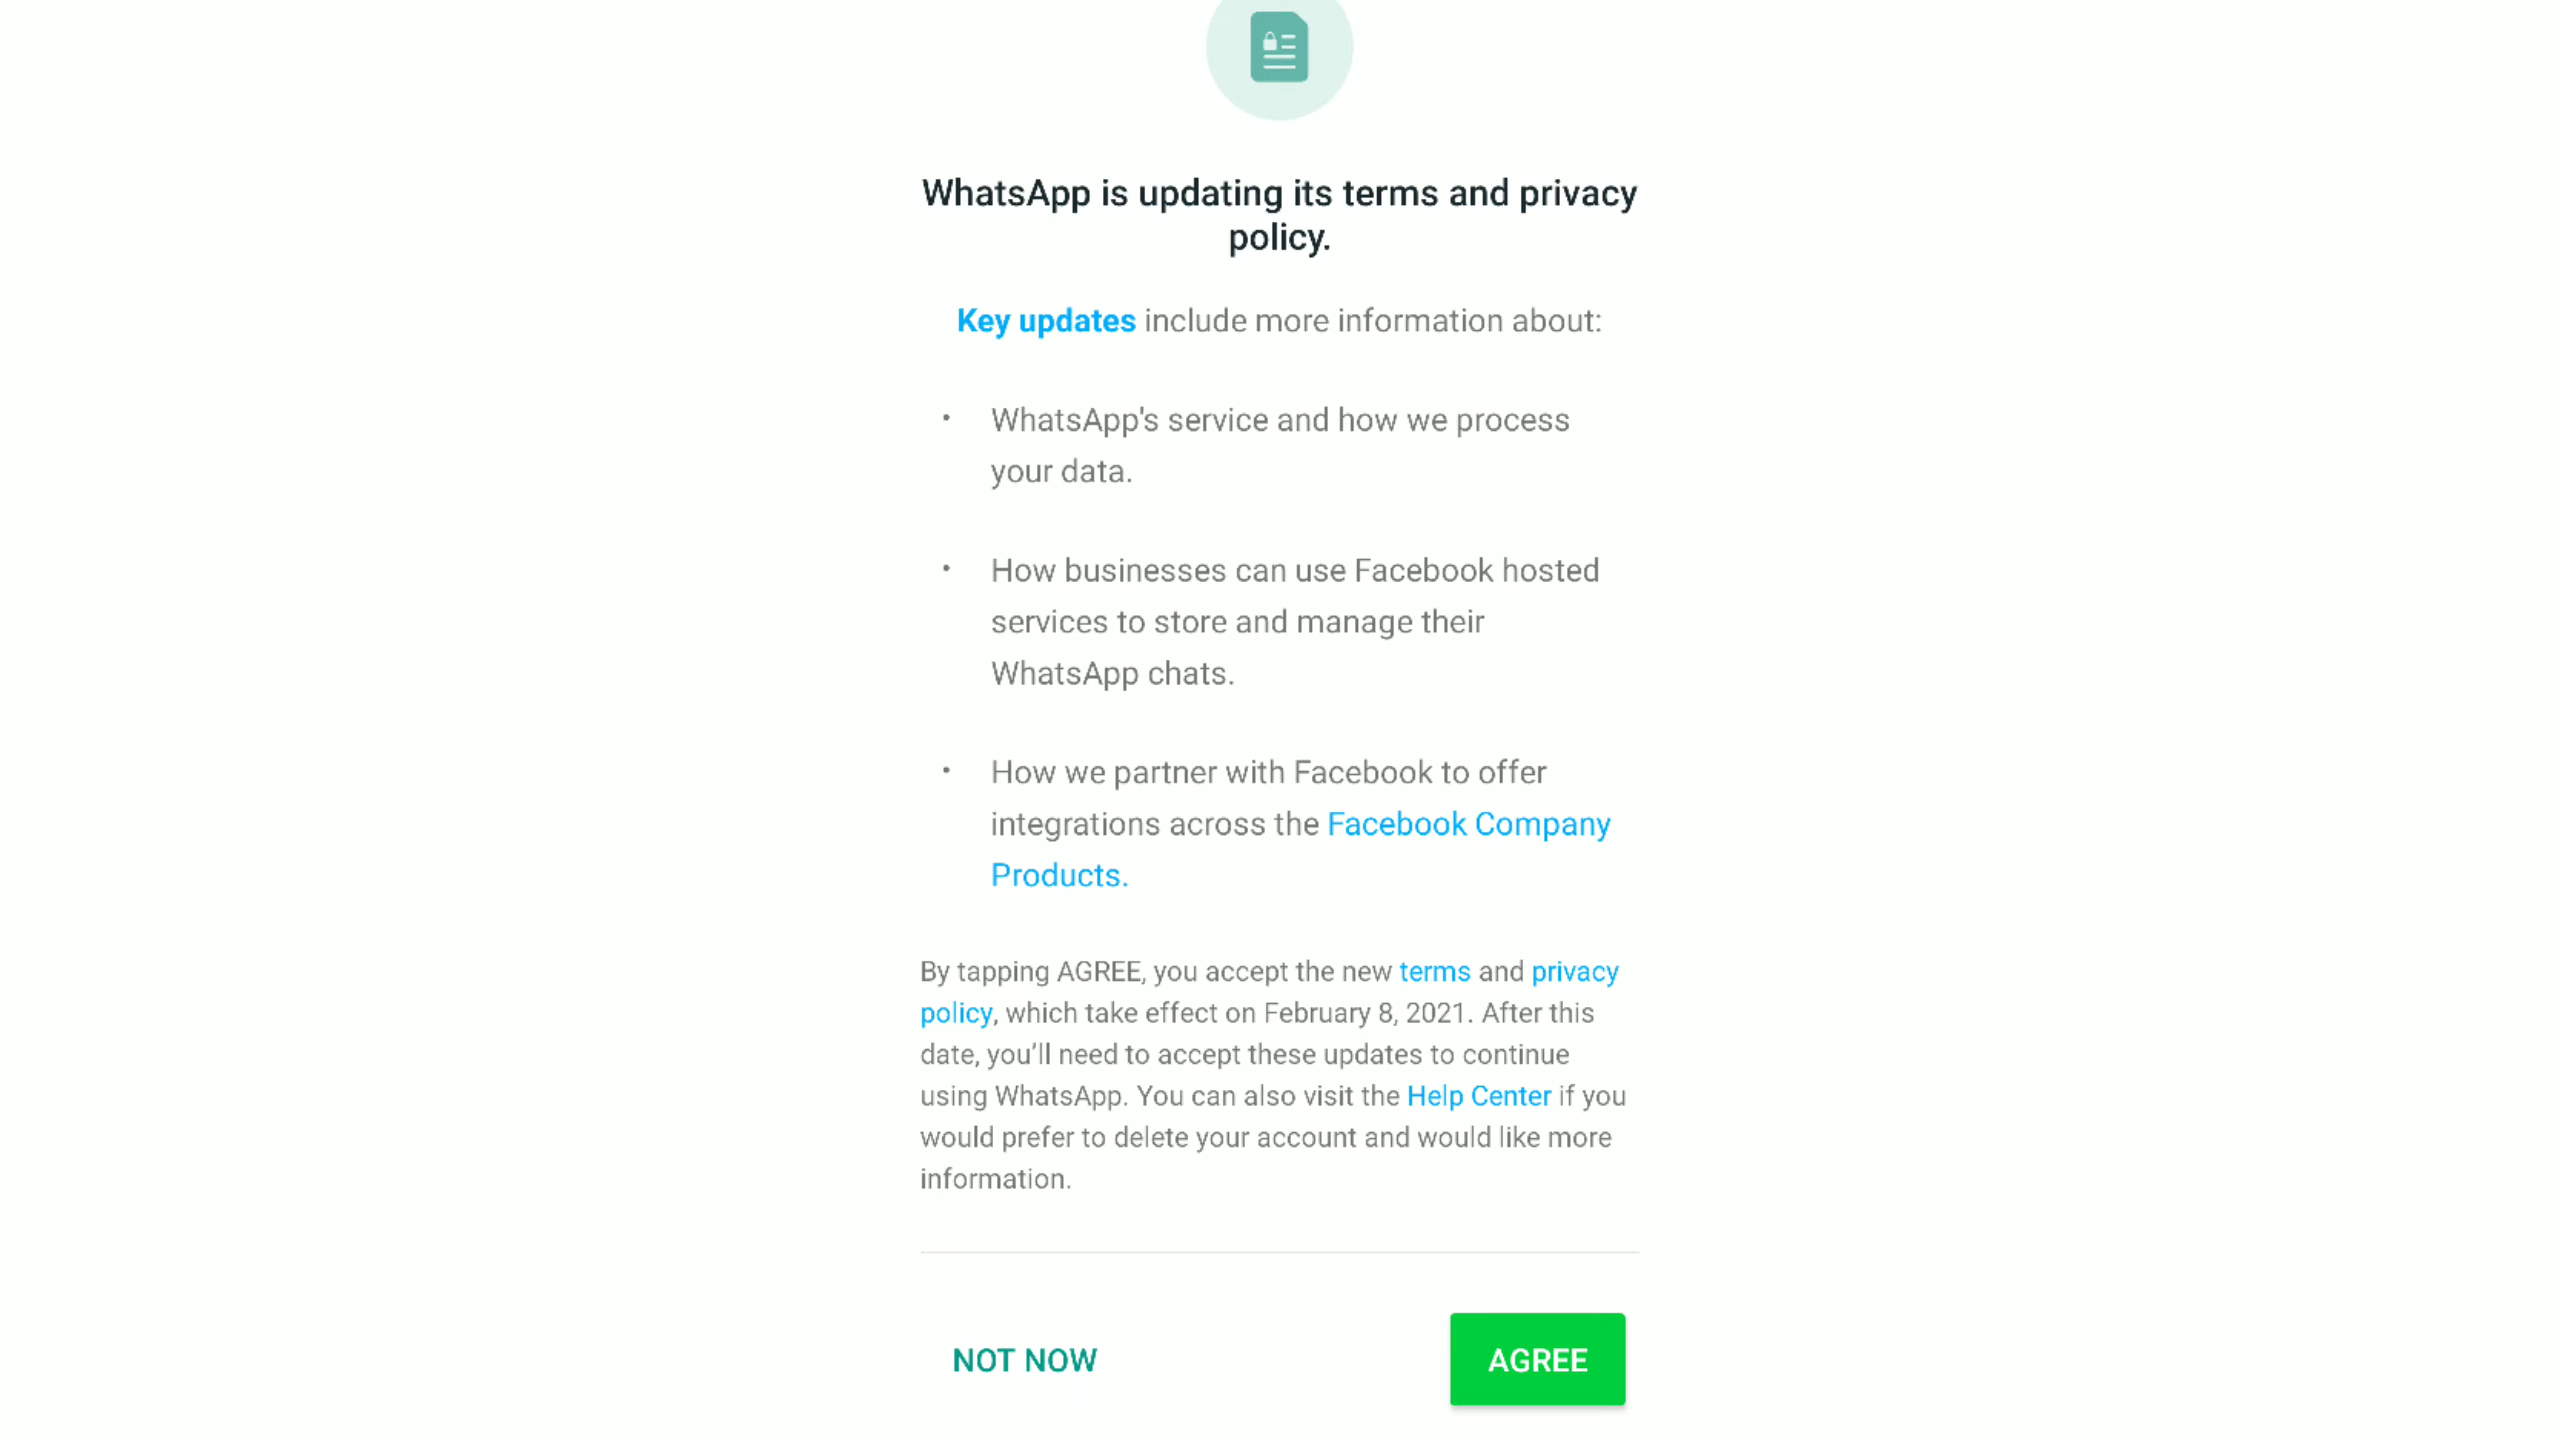 WhatsApp is updating its terms and privacy
policy.
Key updates include more information about:
• WhatsApp's service and how we process
your data.
• How businesses can use Facebook hosted
services to store and manage their
WhatsApp chats.
• How we partner with Facebook to offer
integrations across the Facebook Company
Products.
By tapping AGREE, you accept the new terms and privacy
policy, which take effect on February 8, 2021. After this
date, you’ll need to accept these updates to continue
using WhatsApp. You can also visit the Help Center if you
would prefer to delete your account and would like more
information.
NOT NOW
AGREE